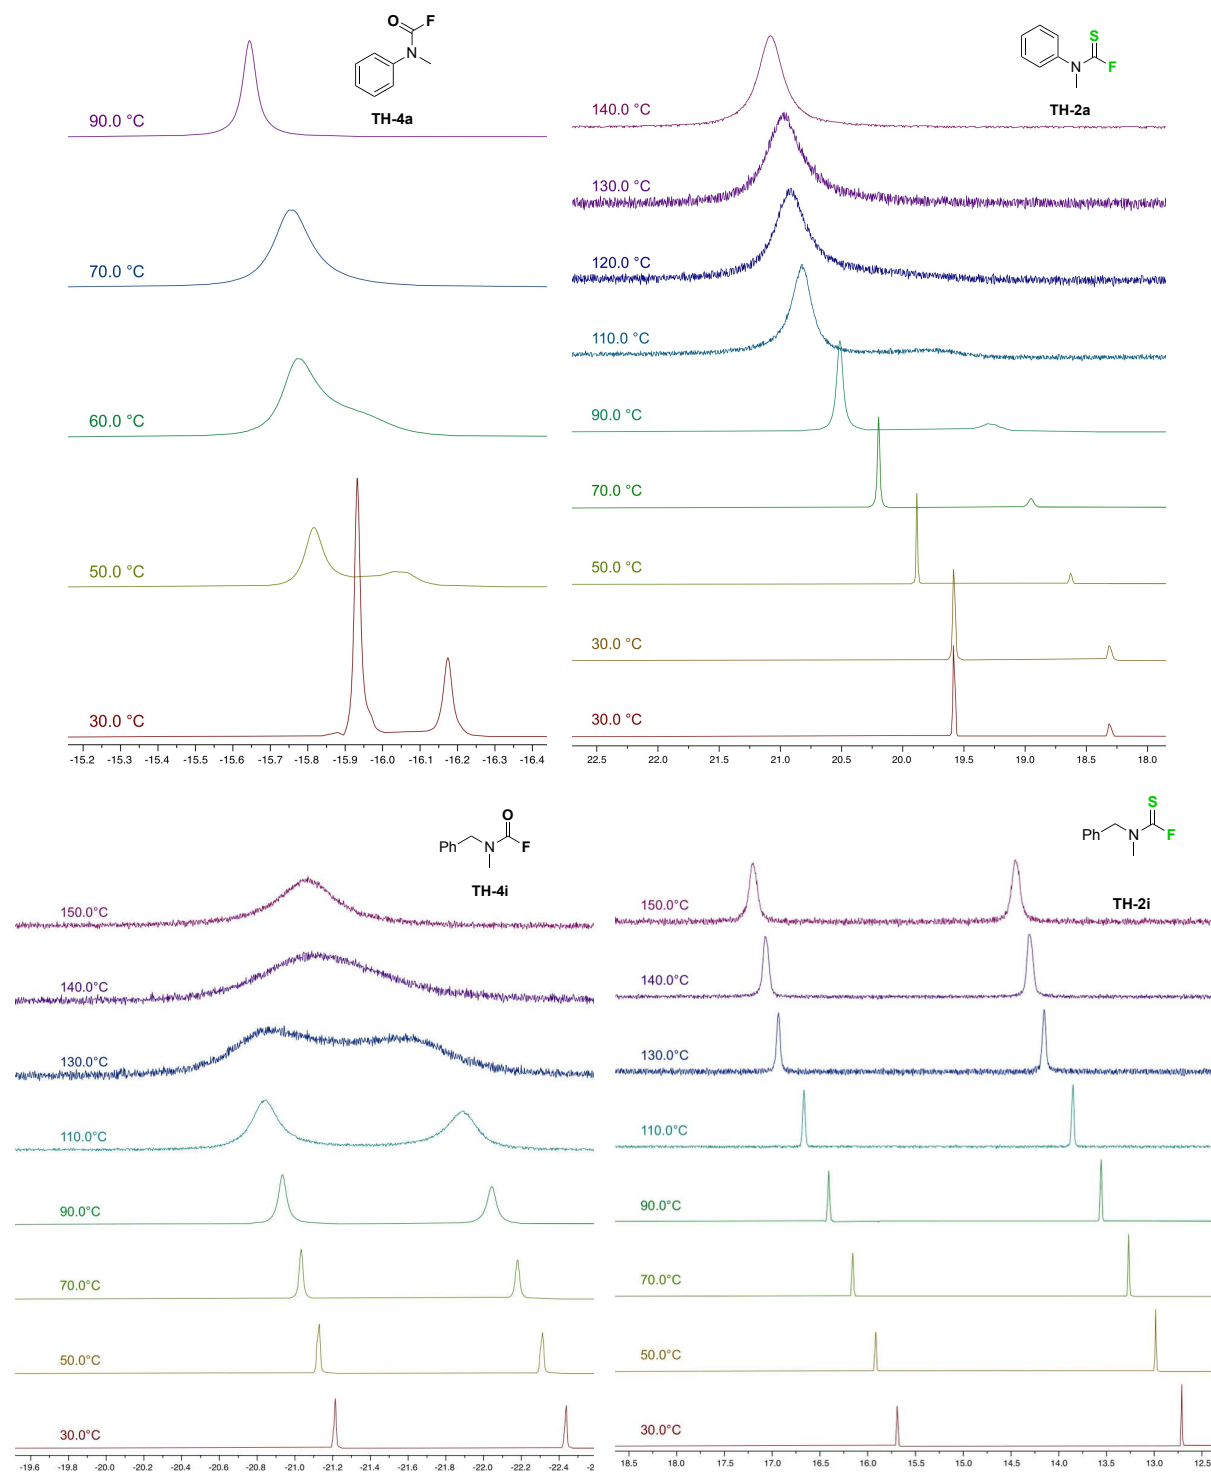 O
F
N
TH-4a
90.0 °C
70.0 °C
60.0 °C
50.0 °C
30.0 °C
-15.2 -15.3 -15.4 -15.5 -15.6 -15.7 -15.8 -15.9 -16.0 -16.1 -16.2 -16.3 -16.4
S
N
F
TH-2a
140.0 °C
130.0 °C
120.0 °C
110.0 °C
90.0 °C
70.0 °C
50.0 °C
30.0 °C
30.0 °C
22.5 22.0 21.5 21.0 20.5 20.0 19.5 19.0 18.5 18.0
O
Ph N F
TH-4i
150.0°C
140.0°C
130.0°C
110.0°C
90.0°C
70.0°C
50.0°C
30.0°C
-19.6 -19.8 -20.0 -20.2 -20.4 -20.6 -20.8 -21.0 -21.2 -21.4 -21.6 -21.8 -22.0 -22.2 -22.4 -2
S
Ph N F
TH-2i
150.0°C
140.0°C
130.0°C
110.0°C
90.0°C
70.0°C
50.0°C
30.0°C
18.5 18.0 17.5 17.0 16.5 16.0 15.5 15.0 14.5 14.0 13.5 13.0 12.5